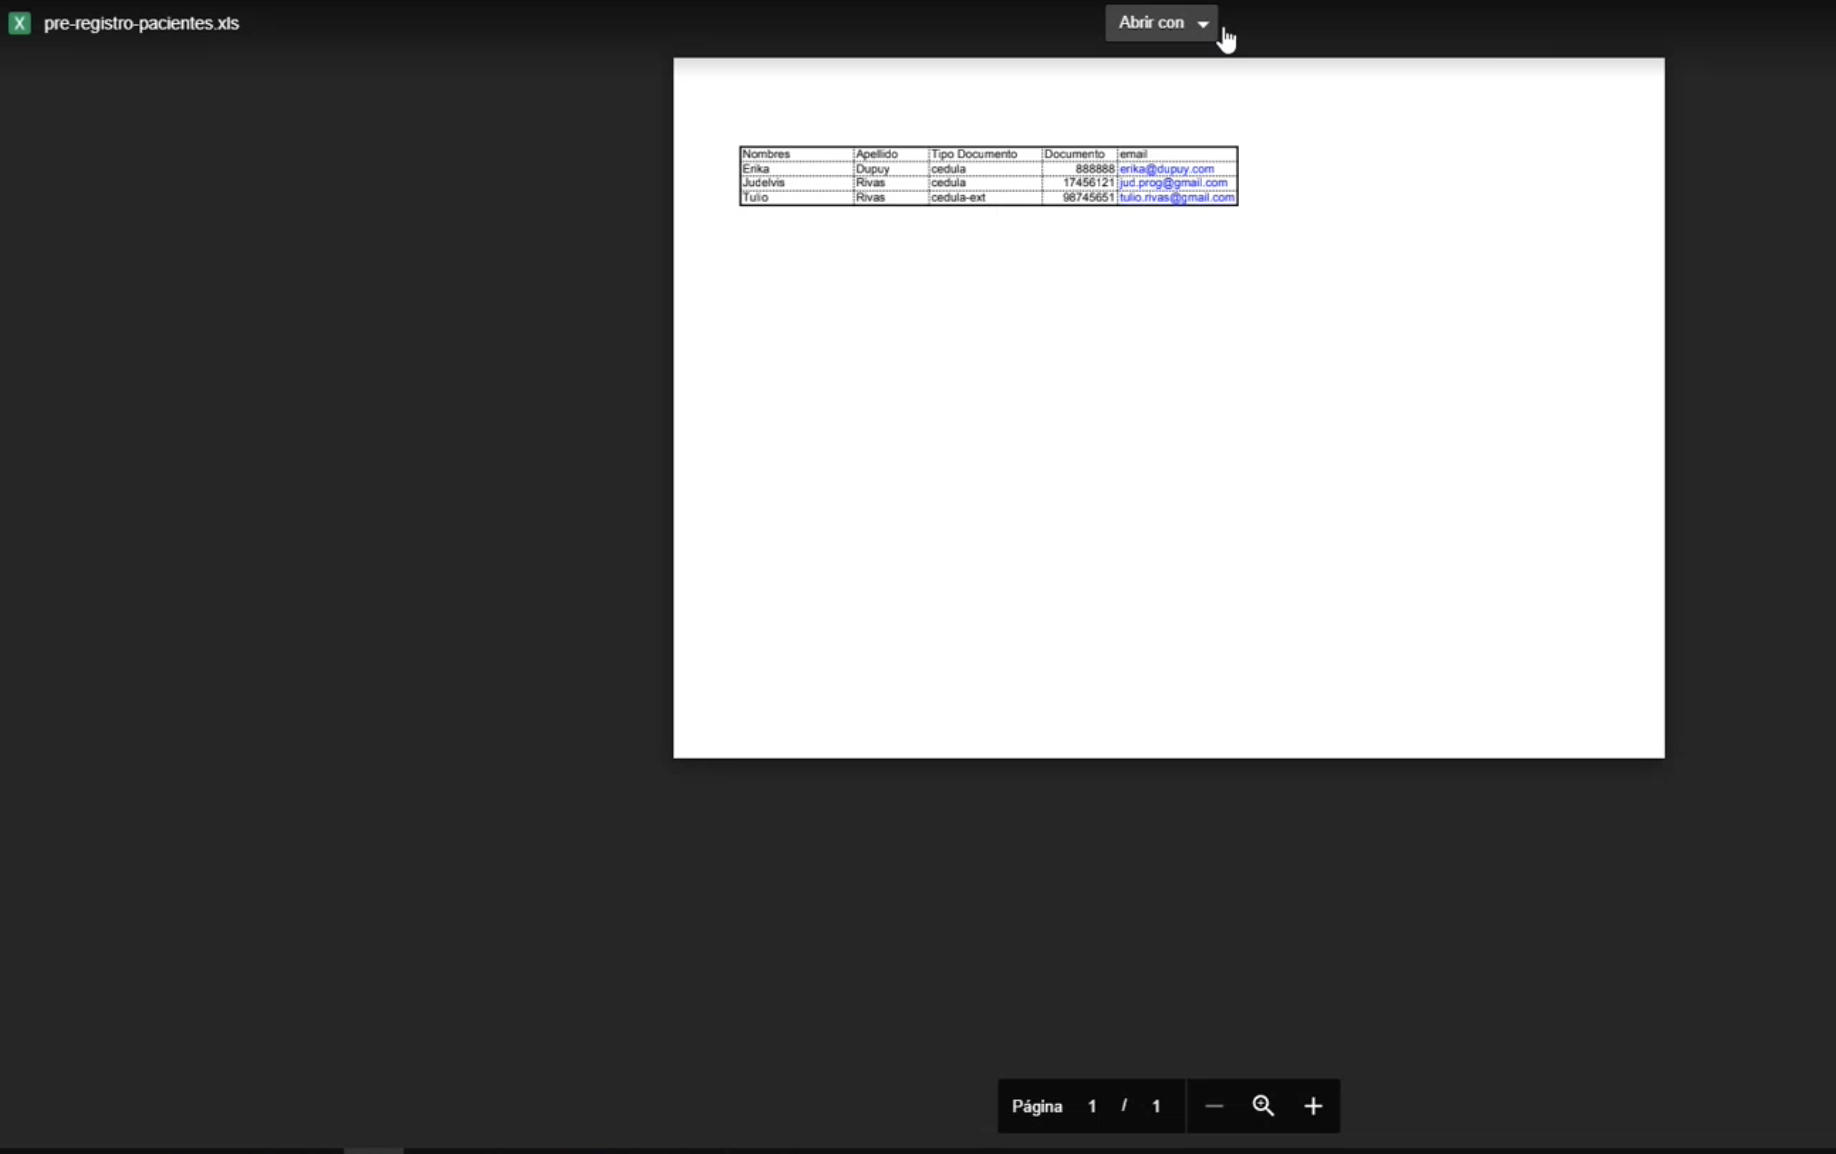 X pre-registro-pacientes.xls
Abrir con
Nombres Apellido Tipo Documento Documento email
Erika Dupuy cedula 888888 erika@dupuy.com
Judelvis Rivas cedula 17456121 jud.prog@gmail.com
Tulio Rivas cedula-ext 98745651 tulio.rivas@gmail.com
Página 1 / 1